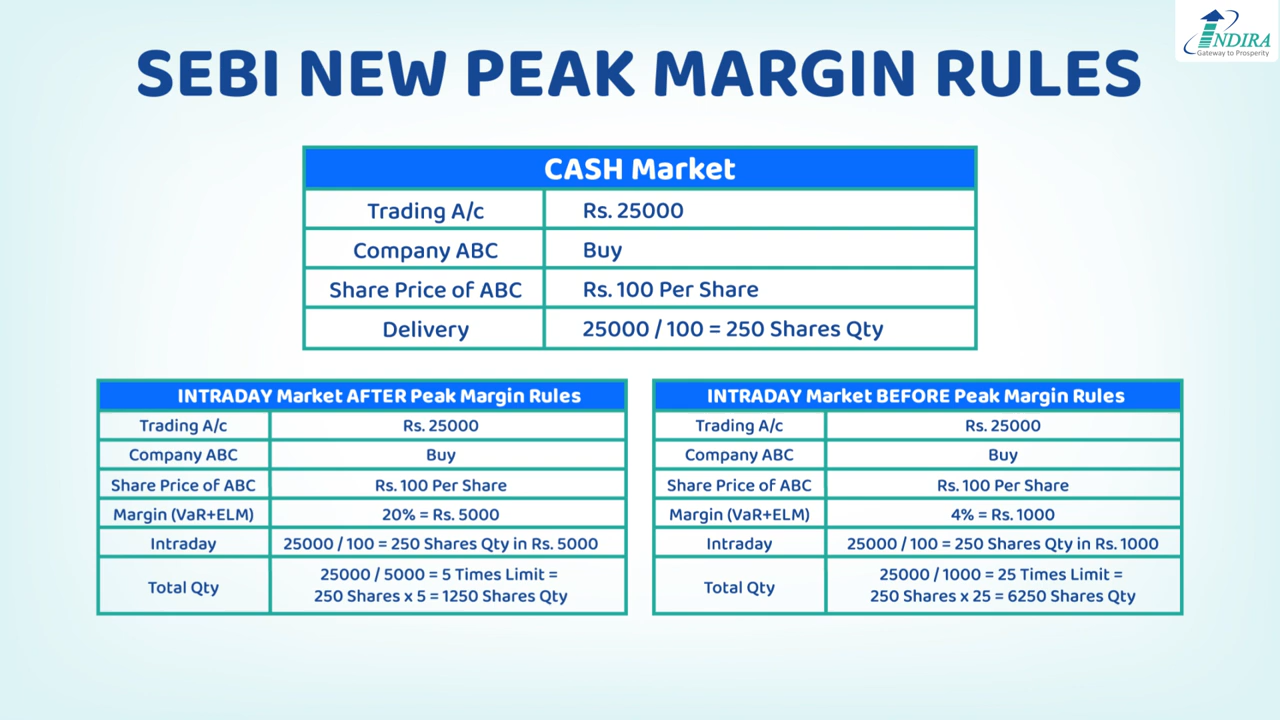 INDIRA
Gateway to Prosperity
SEBI NEW PEAK MARGIN RULES
CASH Market
Trading A/c Rs. 25000
Company ABC Buy
Share Price of ABC Rs. 100 Per Share
Delivery 25000 / 100 = 250 Shares Qty
INTRADAY Market AFTER Peak Margin Rules
Trading A/c Rs. 25000
Company ABC Buy
Share Price of ABC Rs. 100 Per Share
Margin (VaR+ELM) 20% = Rs. 5000
Intraday 25000 / 100 = 250 Shares Qty in Rs. 5000
Total Qty 25000 / 5000 = 5 Times Limit =
250 Shares x 5 = 1250 Shares Qty
INTRADAY Market BEFORE Peak Margin Rules
Trading A/c Rs. 25000
Company ABC Buy
Share Price of ABC Rs. 100 Per Share
Margin (VaR+ELM) 4% = Rs. 1000
Intraday 25000 / 100 = 250 Shares Qty in Rs. 1000
Total Qty 25000 / 1000 = 25 Times Limit =
250 Shares x 25 = 6250 Shares Qty